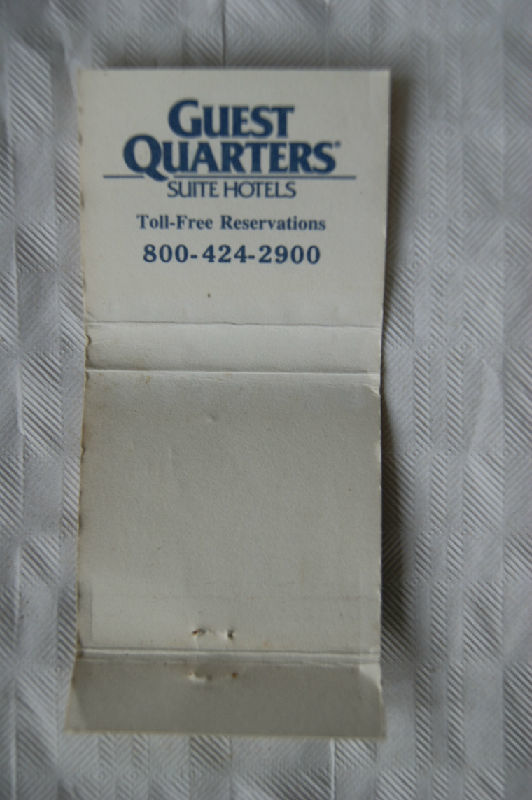 GUEST
QUARTERS®
SUITE HOTELS
Toll-Free Reservations
800-424-2900